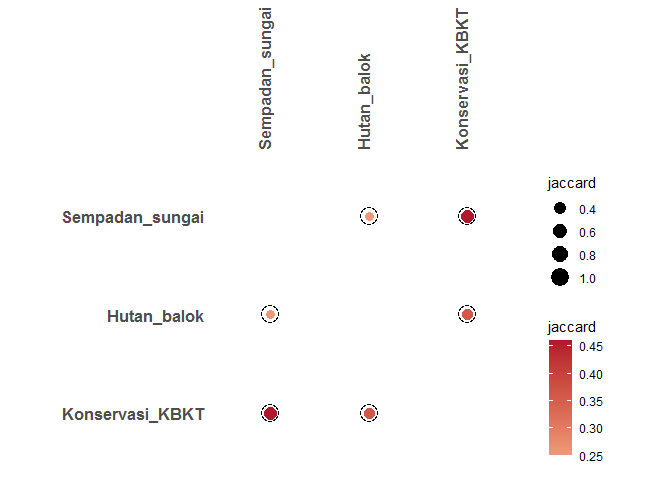 Sempadan_sungai
Hutan_balok
Konservasi_KBKT
Sempadan_sungai
Hutan_balok
Konservasi_KBKT
jaccard
0.4
0.6
0.8
1.0
jaccard
0.45
0.40
0.35
0.30
0.25